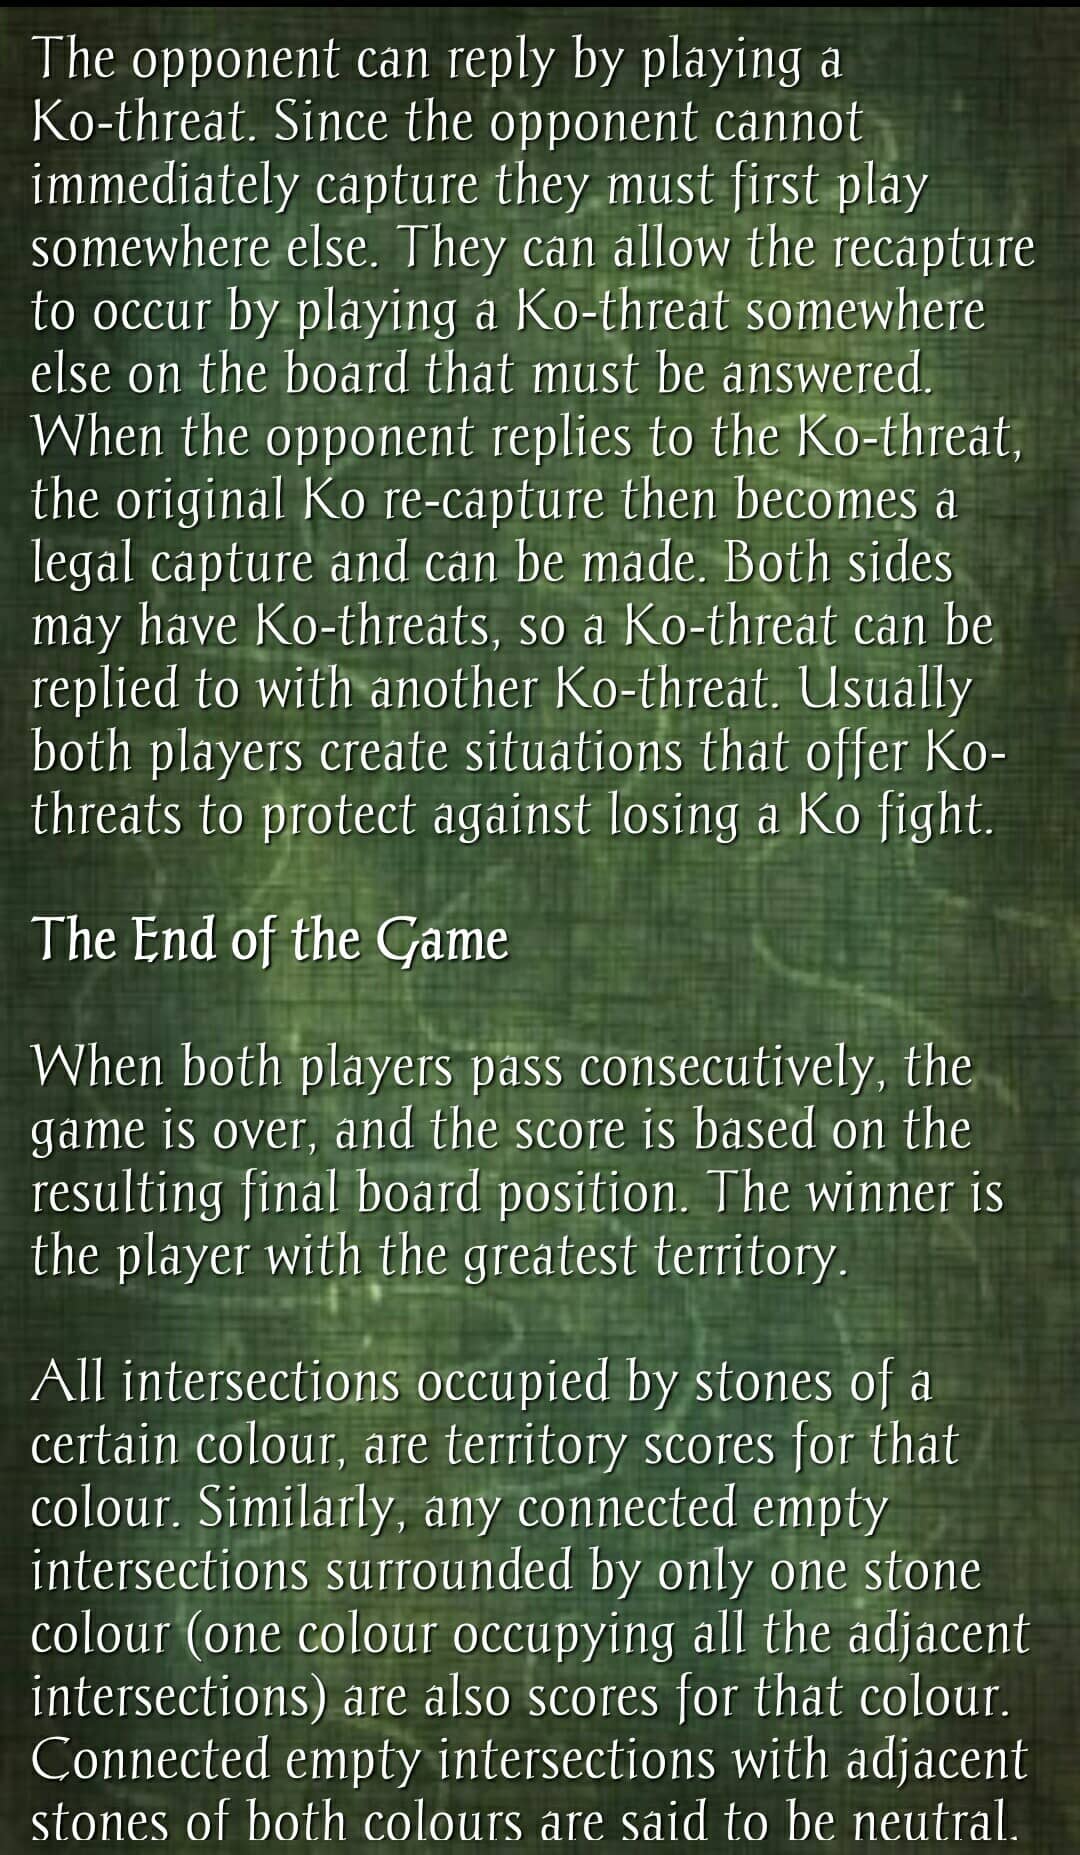 The opponent can reply by playing a
Ko-threat. Since the opponent cannot
immediately capture they must first play
somewhere else. They can allow the recapture
to occur by playing a Ko-threat somewhere
else on the board that must be answered.
When the opponent replies to the Ko-threat,
the original Ko re-capture then becomes a
legal capture and can be made. Both sides
may have Ko-threats, so a Ko-threat can be
replied to with another Ko-threat. Usually
both players create situations that offer Ko-
threats to protect against losing a Ko fight.
The End of the Game
When both players pass consecutively, the
game is over, and the score is based on the
resulting final board position. The winner is
the player with the greatest territory.
All intersections occupied by stones of a
certain colour, are territory scores for that
colour. Similarly, any connected empty
intersections surrounded by only one stone
colour (one colour occupying all the adjacent
intersections) are also scores for that colour.
Connected empty intersections with adjacent
stones of both colours are said to be neutral.